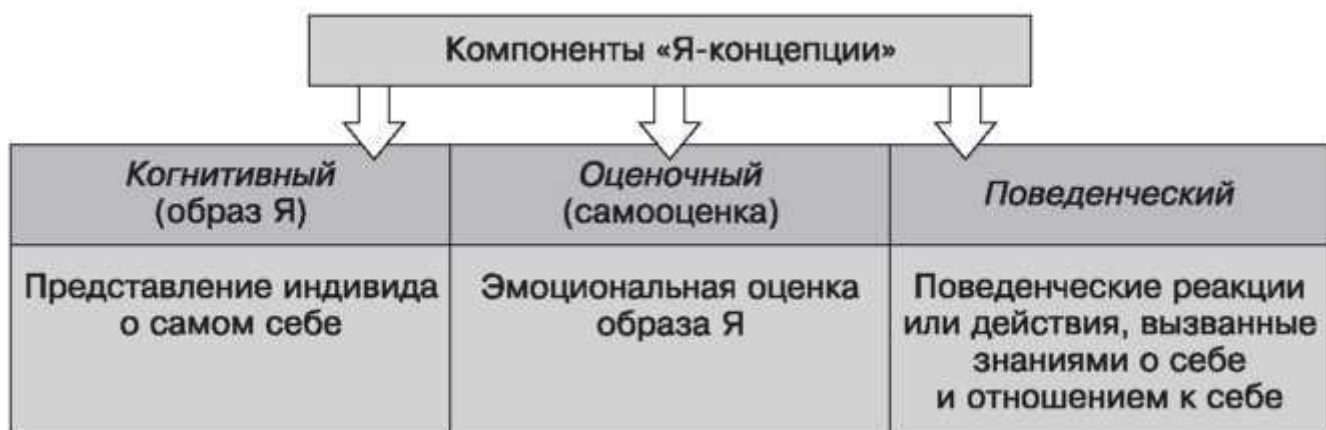 Компоненты «Я-концепции»
Когнитивный
(образ Я)
Оценочный
(самооценка)
Поведенческий
Представление индивида
о самом себе
Эмоциональная оценка
образа Я
Поведенческие реакции
или действия, вызванные
знаниями о себе
и отношением к себе